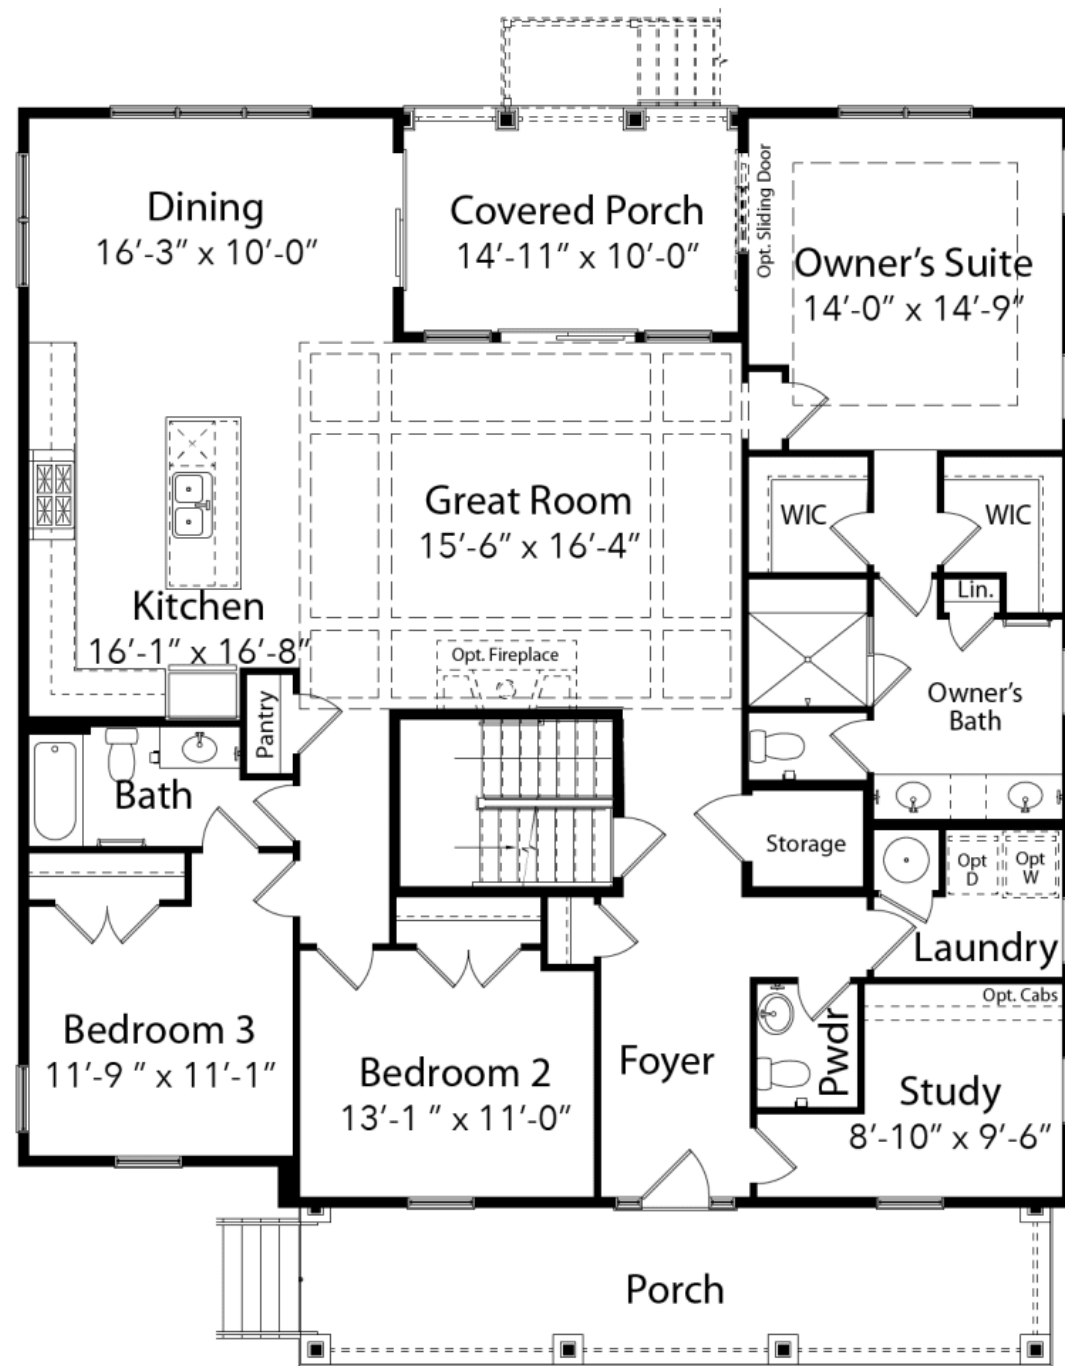 Dining
16’-3” x 10’-0”
Covered Porch
14’-11” x 10’-0”
Opt. Sliding Door
Owner’s Suite
14’-0” x 14’-9”
Great Room
15’-6” x 16’-4”
WIC
WIC
Lin.
Kitchen
16’-1” x 16’-8”
Opt. Fireplace
Pantry
Owner’s
Bath
Bath
Storage
Opt
D
Opt
W
Laundry
Opt. Cabs
Bedroom 3
11’-9 ” x 11’-1”
Bedroom 2
13’-1 ” x 11’-0”
Foyer
Pwdr
Study
8’-10” x 9’-6”
Porch